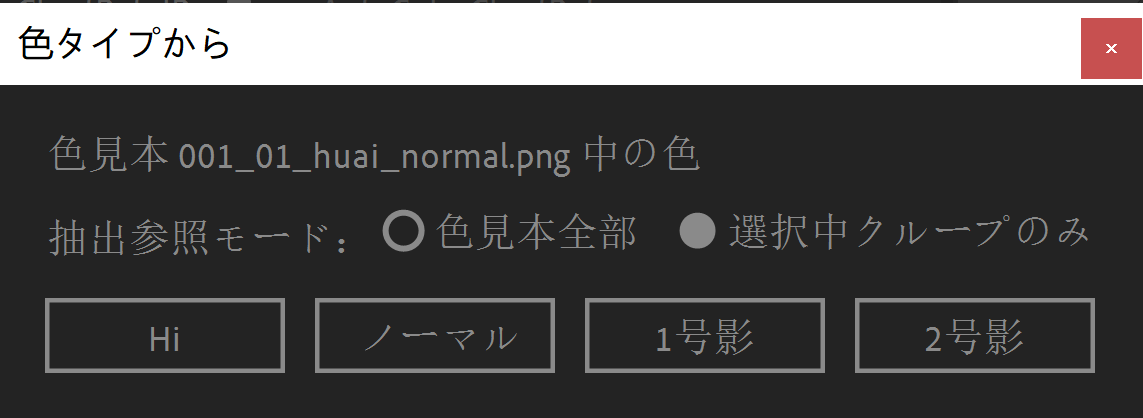 色タイプから
色見本 001_01_huai_normal.png 中の色
抽出参照モード： 色見本全部 選択中クループのみ
Hi ノーマル 1号影 2号影